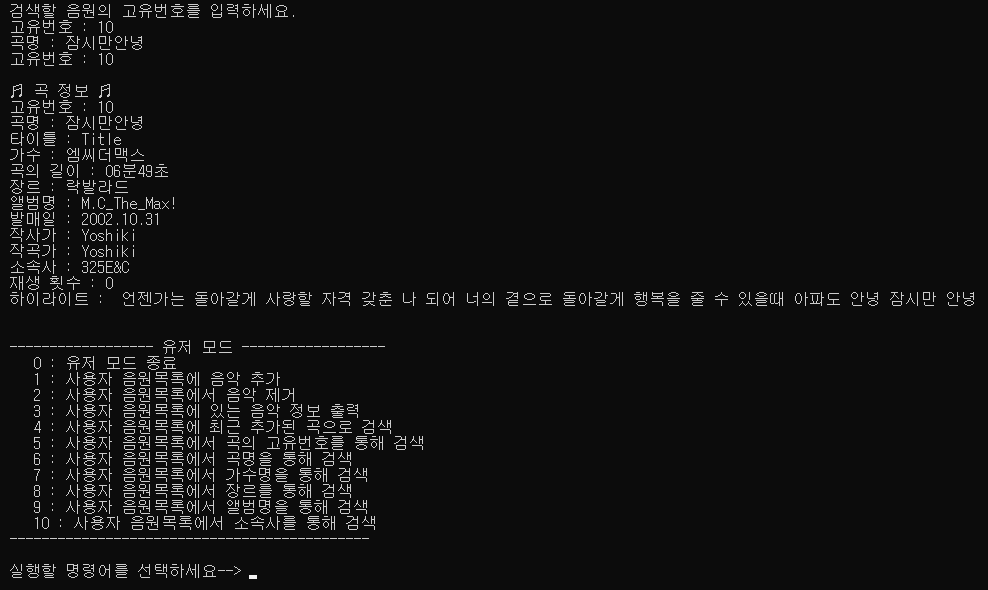 검색할 음원의 고유번호를 입력하세요.
고유번호 : 10
곡명 : 잠시만안녕
고유번호 : 10
♬ 곡 정보 ♬
고유번호 : 10
곡명 : 잠시만안녕
타이틀 : Title
가수 : 엠씨더맥스
곡의 길이 : 06분49초
장르 : 락발라드
앨범명 : M.C_The_Max!
발매일 : 2002.10.31
작사가 : Yoshiki
작곡가 : Yoshiki
소속사 : 325E&C
재생 횟수 : 0
하이라이트 :  언젠가는 돌아갈게 사랑할 자격 갖춘 나 되어 너의 곁으로 돌아갈게 행복을 줄 수 있을때 아파도 안녕 잠시만 안녕
------------------ 유저 모드 ------------------
0 : 유저 모드 종료
1 : 사용자 음원목록에 음악 추가
2 : 사용자 음원목록에서 음악 제거
3 : 사용자 음원목록에 있는 음악 정보 출력
4 : 사용자 음원목록에 최근 추가된 곡으로 검색
5 : 사용자 음원목록에서 곡의 고유번호를 통해 검색
6 : 사용자 음원목록에서 곡명을 통해 검색
7 : 사용자 음원목록에서 가수명을 통해 검색
8 : 사용자 음원목록에서 장르를 통해 검색
9 : 사용자 음원목록에서 앨범명을 통해 검색
10 : 사용자 음원목록에서 소속사를 통해 검색
---------------------------------------------
실행할 명령어를 선택하세요--> _